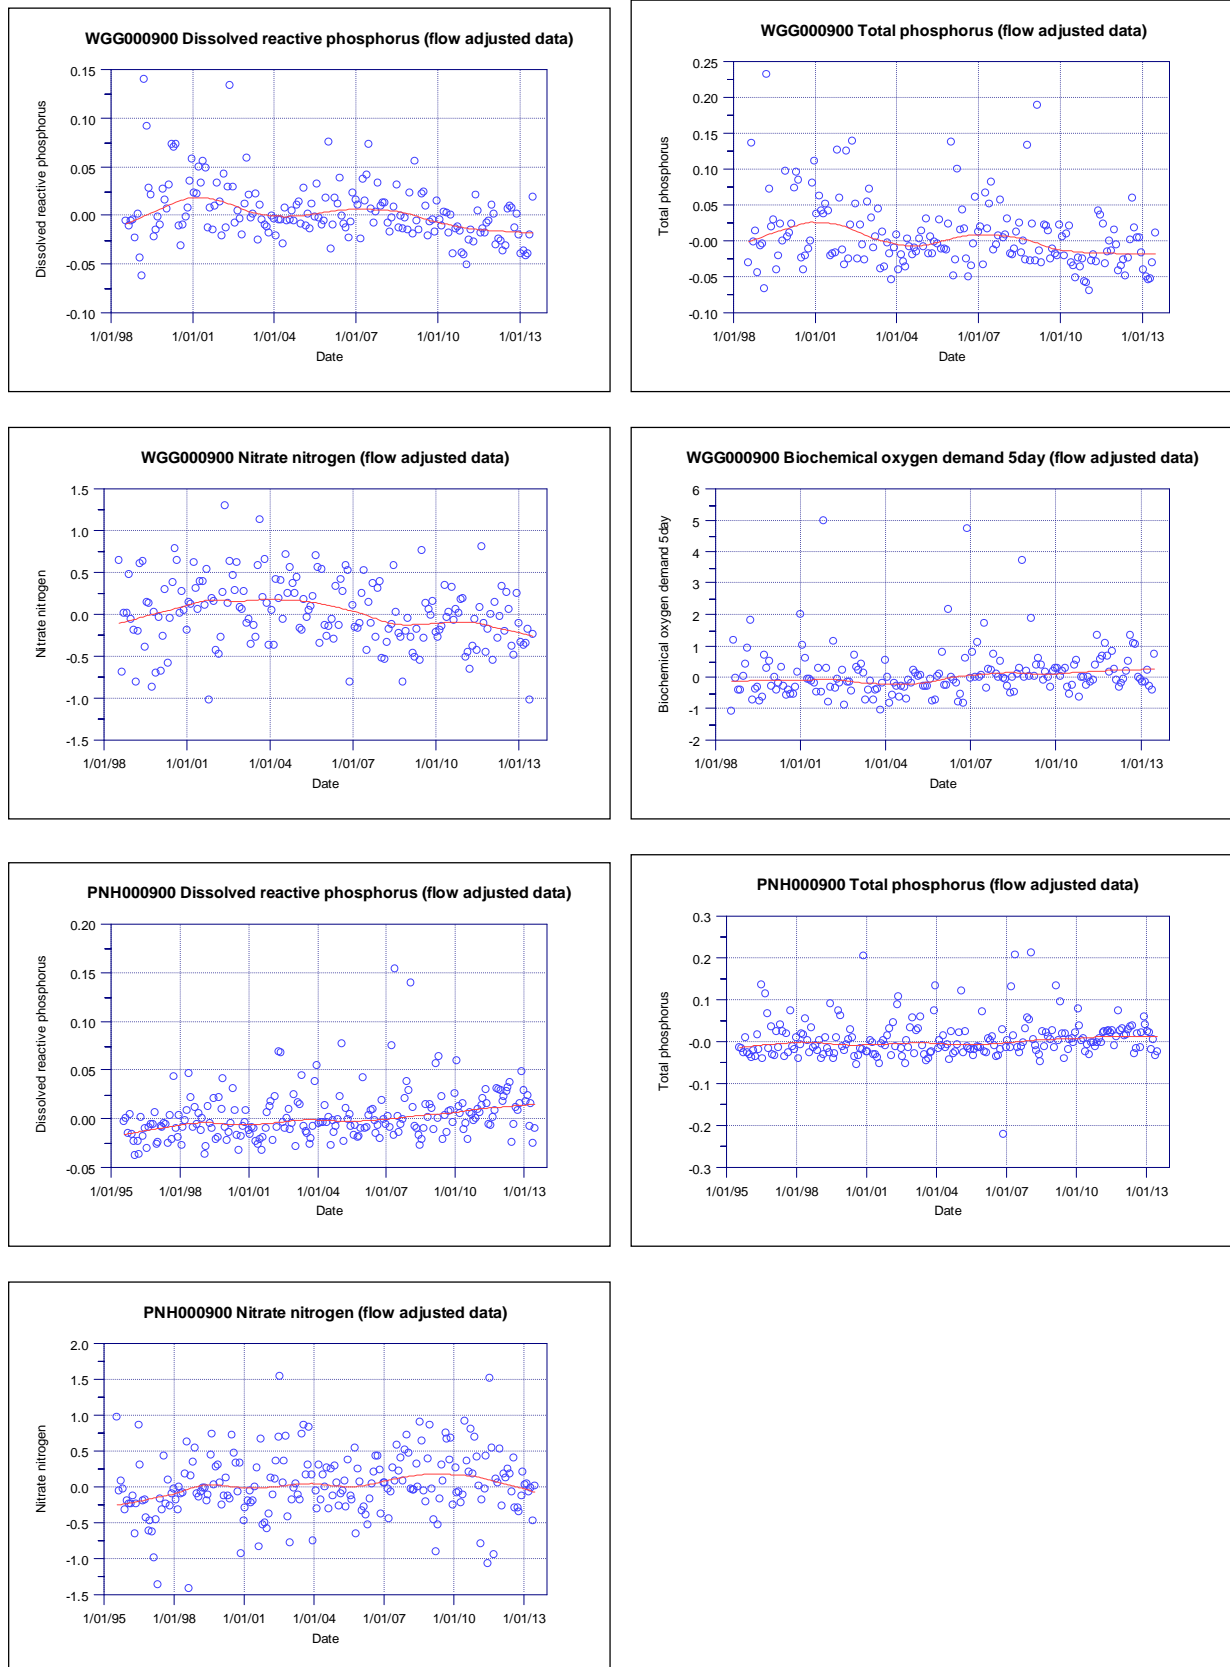 WGG000900 Dissolved reactive phosphorus (flow adjusted data)
0.15
0.10
0.05
0.00
-0.05
-0.10
Dissolved reactive phosphorus
1/01/98 1/01/01 1/01/04 1/01/07 1/01/10 1/01/13
Date
WGG000900 Total phosphorus (flow adjusted data)
0.25
0.20
0.15
0.10
0.05
-0.00
-0.05
-0.10
Total phosphorus
1/01/98 1/01/01 1/01/04 1/01/07 1/01/10 1/01/13
Date
WGG000900 Nitrate nitrogen (flow adjusted data)
1.5
1.0
0.5
0.0
-0.5
-1.0
-1.5
Nitrate nitrogen
1/01/98 1/01/01 1/01/04 1/01/07 1/01/10 1/01/13
Date
WGG000900 Biochemical oxygen demand 5day (flow adjusted data)
6
5
4
3
2
1
0
-1
-2
Biochemical oxygen demand 5day
1/01/98 1/01/01 1/01/04 1/01/07 1/01/10 1/01/13
Date
PNH000900 Dissolved reactive phosphorus (flow adjusted data)
0.20
0.15
0.10
0.05
0.00
-0.05
Dissolved reactive phosphorus
1/01/95 1/01/98 1/01/01 1/01/04 1/01/07 1/01/10 1/01/13
Date
PNH000900 Total phosphorus (flow adjusted data)
0.3
0.2
0.1
-0.0
-0.1
-0.2
-0.3
Total phosphorus
1/01/95 1/01/98 1/01/01 1/01/04 1/01/07 1/01/10 1/01/13
Date
PNH000900 Nitrate nitrogen (flow adjusted data)
2.0
1.5
1.0
0.5
0.0
-0.5
-1.0
-1.5
Nitrate nitrogen
1/01/95 1/01/98 1/01/01 1/01/04 1/01/07 1/01/10 1/01/13
Date